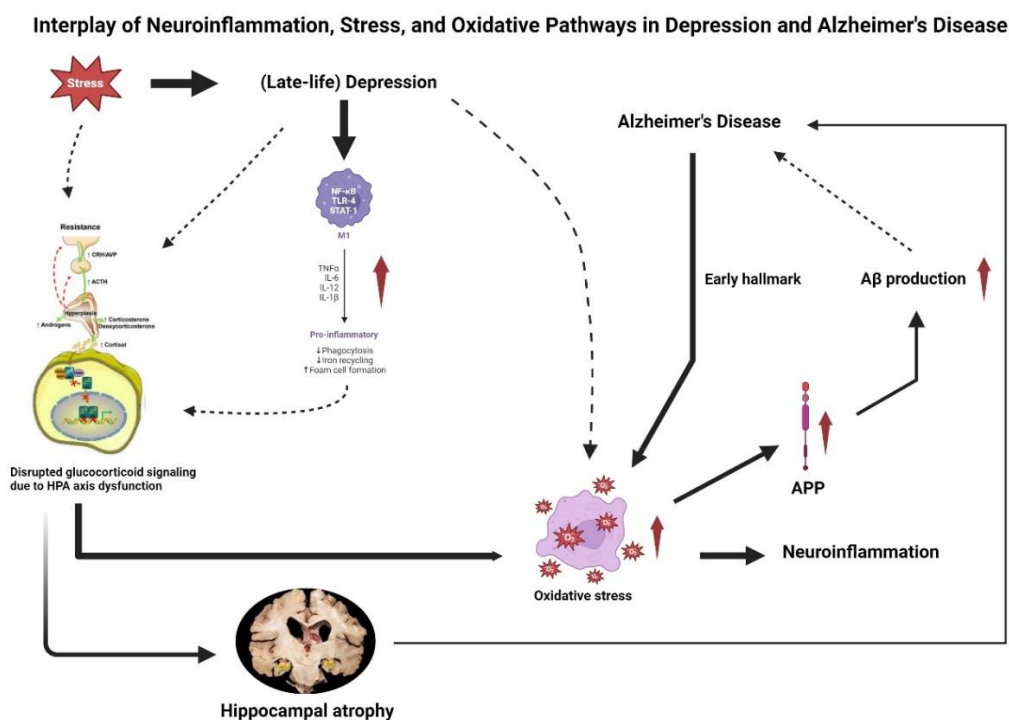 Interplay of Neuroinflammation, Stress, and Oxidative Pathways in Depression and Alzheimer's Disease
Stress
(Late-life) Depression
Alzheimer's Disease
NF-κB
TLR-4
STAT-1
M1
TNFα
IL-6
IL-12
IL-1β
Pro-inflammatory
↓Phagocytosis
↓Iron recycling
↑Foam cell formation
Resistance
↑ CRH/AVP
↑ ACTH
Hyperplasia
↑ Androgens
↑ Corticosterone
Deoxycorticosterone
↑ Cortisol
Disrupted glucocorticoid signaling
due to HPA axis dysfunction
Early hallmark
Aβ production
APP
O₂
Oxidative stress
Neuroinflammation
Hippocampal atrophy